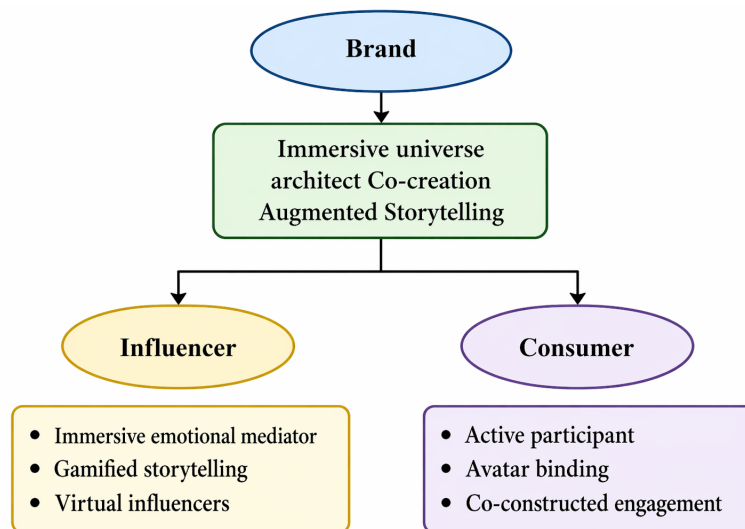 Brand
Immersive universe
architect Co-creation
Augmented Storytelling
Influencer
Consumer
• Immersive emotional mediator
• Gamified storytelling
• Virtual influencers
• Active participant
• Avatar binding
• Co-constructed engagement